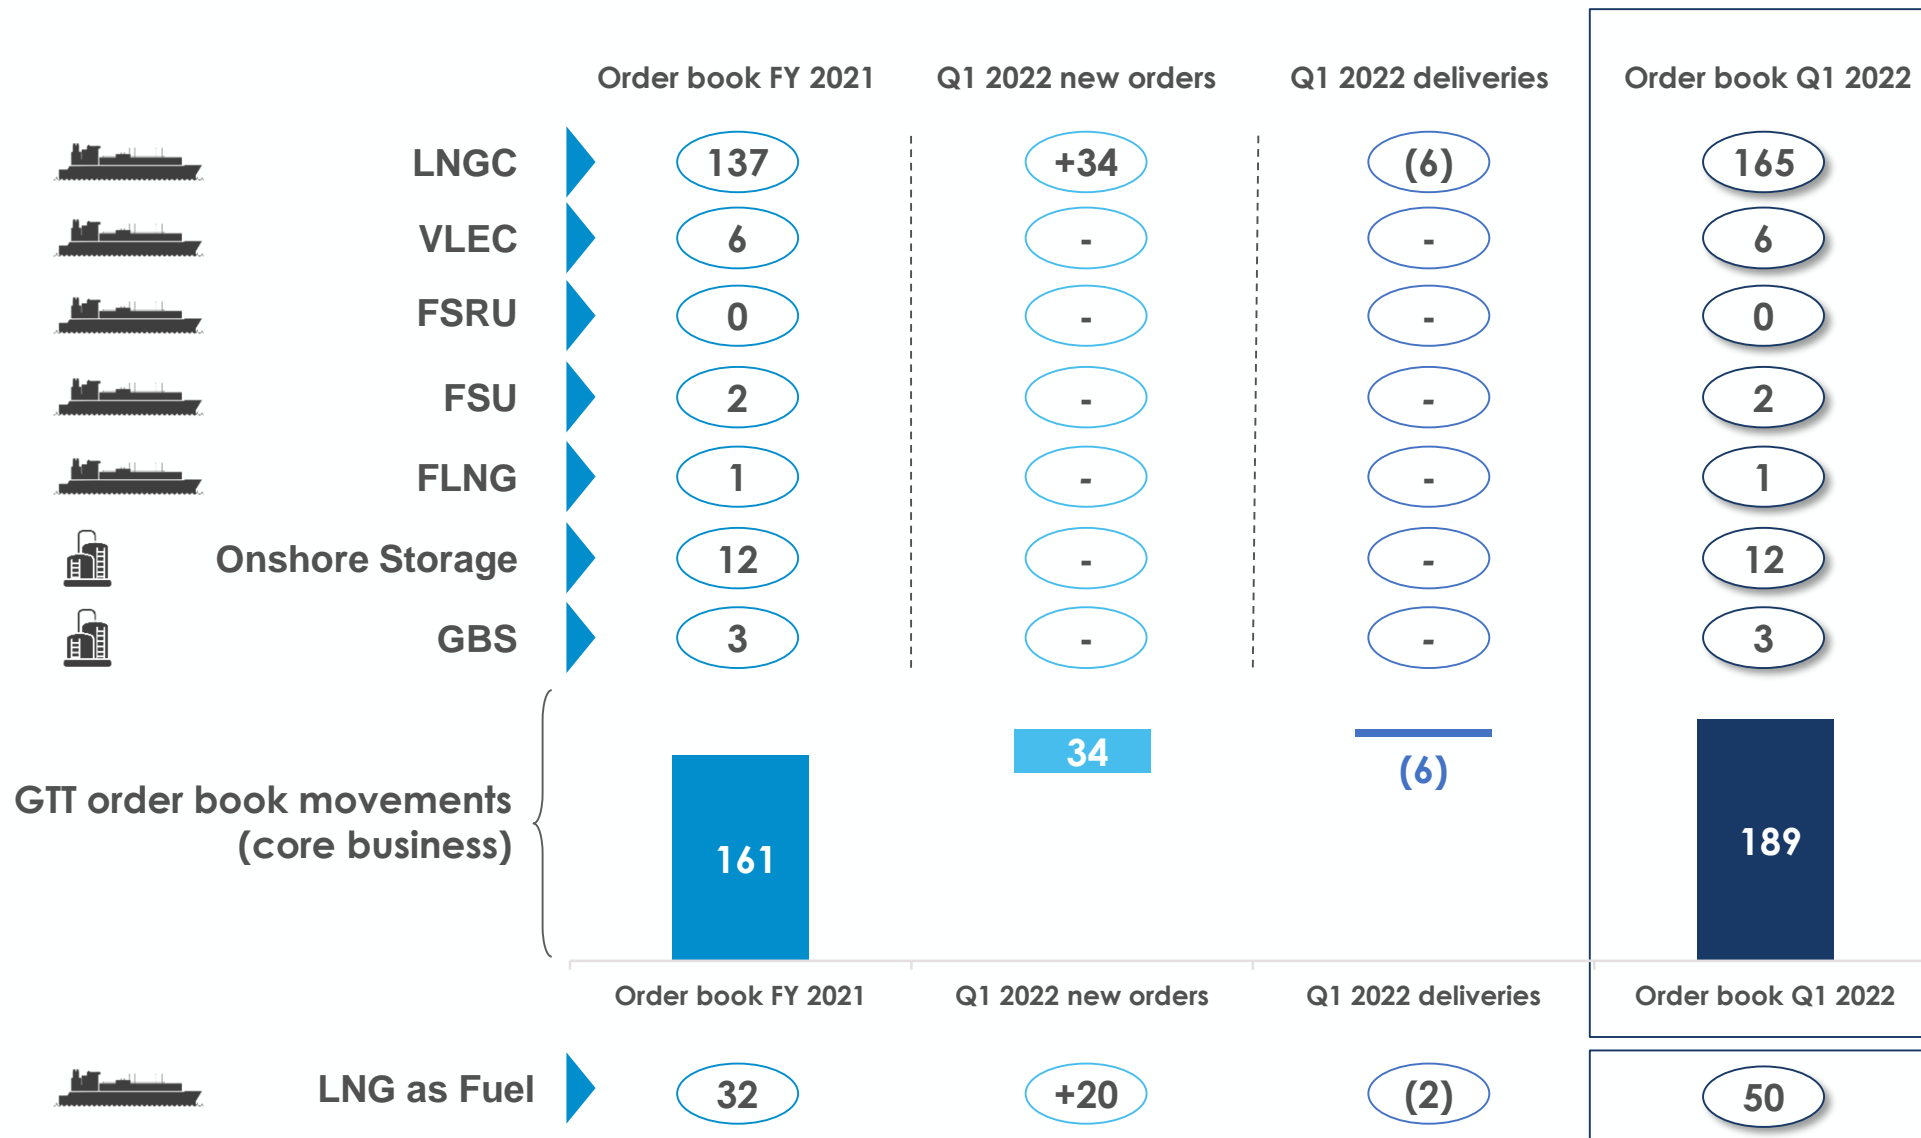 Order book FY 2021 Q1 2022 new orders Q1 2022 deliveries Order book Q1 2022
LNGC 137 +34 (6) 165
VLEC 6 - - 6
FSRU 0 - - 0
FSU 2 - - 2
FLNG 1 - - 1
Onshore Storage 12 - - 12
GBS 3 - - 3
34
(6)
GTT order book movements
(core business)
161
189
Order book FY 2021 Q1 2022 new orders Q1 2022 deliveries Order book Q1 2022
LNG as Fuel 32 +20 (2) 50